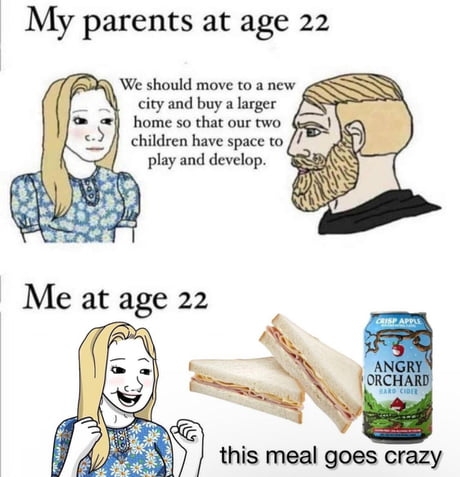 My parents at age 22
We should move to a new
city and buy a larger
home so that our two
children have space to
play and develop.
Me at age 22
CRISP APPLE
ANGRY
ORCHARD
HARD CIDER
this meal goes crazy